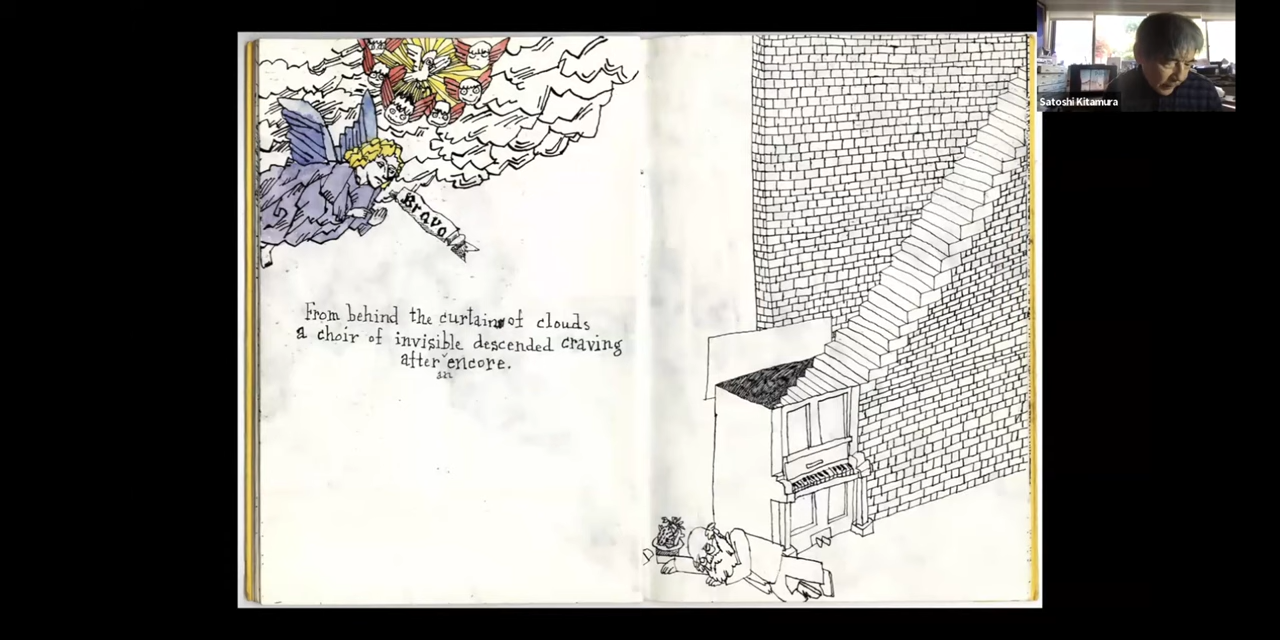 Satoshi Kitamura
Bravo
From behind the curtain of clouds
a choir of invisible descended craving
after encore.